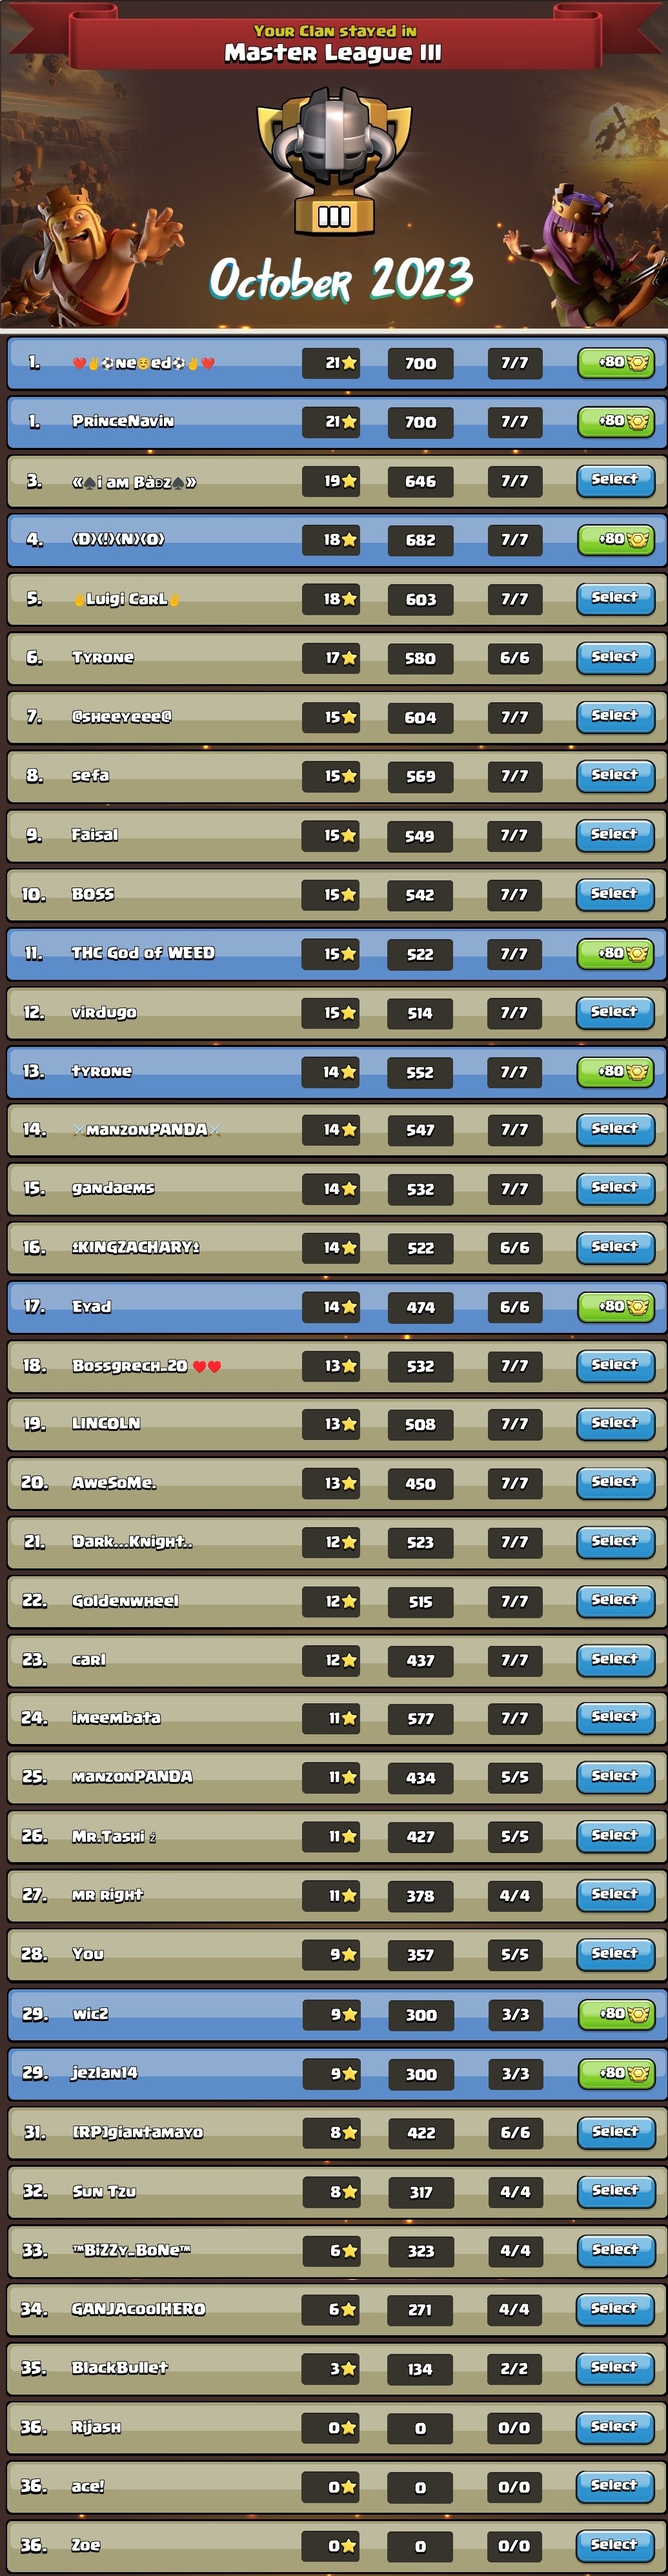 Your Clan stayed in
Master League III
III
October 2023
1. ❤️✌️⚽Ne😊ed⚽✌️❤️ 21⭐ 700 7/7 +80
1. PrinceNavin 21⭐ 700 7/7 +80
3. «♠️i am Bàtz♠️» 19⭐ 646 7/7 Select
4. 《D》《!》《N》《O》 18⭐ 682 7/7 +80
5. ✋Luigi Carl✋ 18⭐ 603 7/7 Select
6. Tyrone 17⭐ 580 6/6 Select
7. @sheeyeee@ 15⭐ 604 7/7 Select
8. sefa 15⭐ 569 7/7 Select
9. Faisal 15⭐ 549 7/7 Select
10. BOSS 15⭐ 542 7/7 Select
11. THC God of WEED 15⭐ 522 7/7 +80
12. virdugo 15⭐ 514 7/7 Select
13. tyrone 14⭐ 552 7/7 +80
14. ⚔️manzonPANDA⚔️ 14⭐ 547 7/7 Select
15. gandaems 14⭐ 532 7/7 Select
16. KINGZACHARY 14⭐ 522 6/6 Select
17. Eyad 14⭐ 474 6/6 +80
18. Bossgrech_20 ♥️♥️ 13⭐ 532 7/7 Select
19. LINCOLN 13⭐ 508 7/7 Select
20. AweSoMe. 13⭐ 450 7/7 Select
21. Dark...Knight.. 12⭐ 523 7/7 Select
22. Goldenwheel 12⭐ 515 7/7 Select
23. carl 12⭐ 437 7/7 Select
24. imeembata 11⭐ 577 7/7 Select
25. manzonPANDA 11⭐ 434 5/5 Select
26. Mr.Tashi 11⭐ 427 5/5 Select
27. mr right 11⭐ 378 4/4 Select
28. You 9⭐ 357 5/5 Select
29. wic2 9⭐ 300 3/3 +80
29. jezlan14 9⭐ 300 3/3 +80
31. [RP]giantamayo 8⭐ 422 6/6 Select
32. Sun Tzu 8⭐ 317 4/4 Select
33. ™BiZZy_BoNe™ 6⭐ 323 4/4 Select
34. GANJAcoolHERO 6⭐ 271 4/4 Select
35. BlackBullet 3⭐ 134 2/2 Select
36. Rijash 0⭐ 0 0/0 Select
36. ace! 0⭐ 0 0/0 Select
36. Zoe 0⭐ 0 0/0 Select